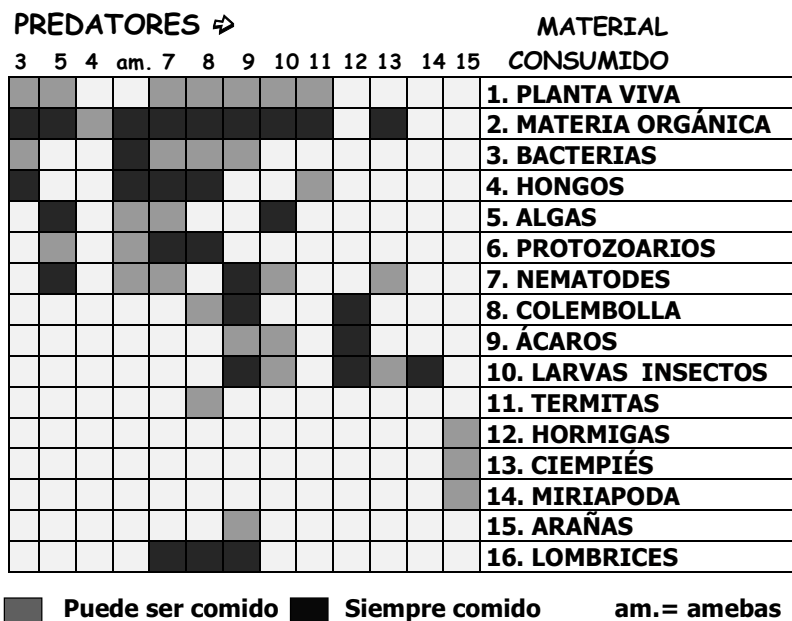 PREDATORES ➪ MATERIAL
3 5 4 am. 7 8 9 10 11 12 13 14 15 CONSUMIDO
1. PLANTA VIVA
2. MATERIA ORGÁNICA
3. BACTERIAS
4. HONGOS
5. ALGAS
6. PROTOZOARIOS
7. NEMATODES
8. COLEMBOLLA
9. ÁCAROS
10. LARVAS INSECTOS
11. TERMITAS
12. HORMIGAS
13. CIEMPIÉS
14. MIRIAPODA
15. ARAÑAS
16. LOMBRICES
Puede ser comido Siempre comido am.= amebas